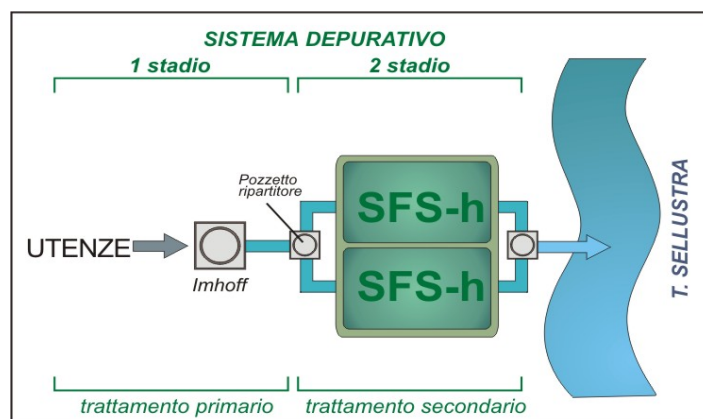 SISTEMA DEPURATIVO
1 stadio
2 stadio
Pozzetto
ripartitore
SFS-h
UTENZE
Imhoff
SFS-h
T. SELLUSTRA
trattamento primario
trattamento secondario